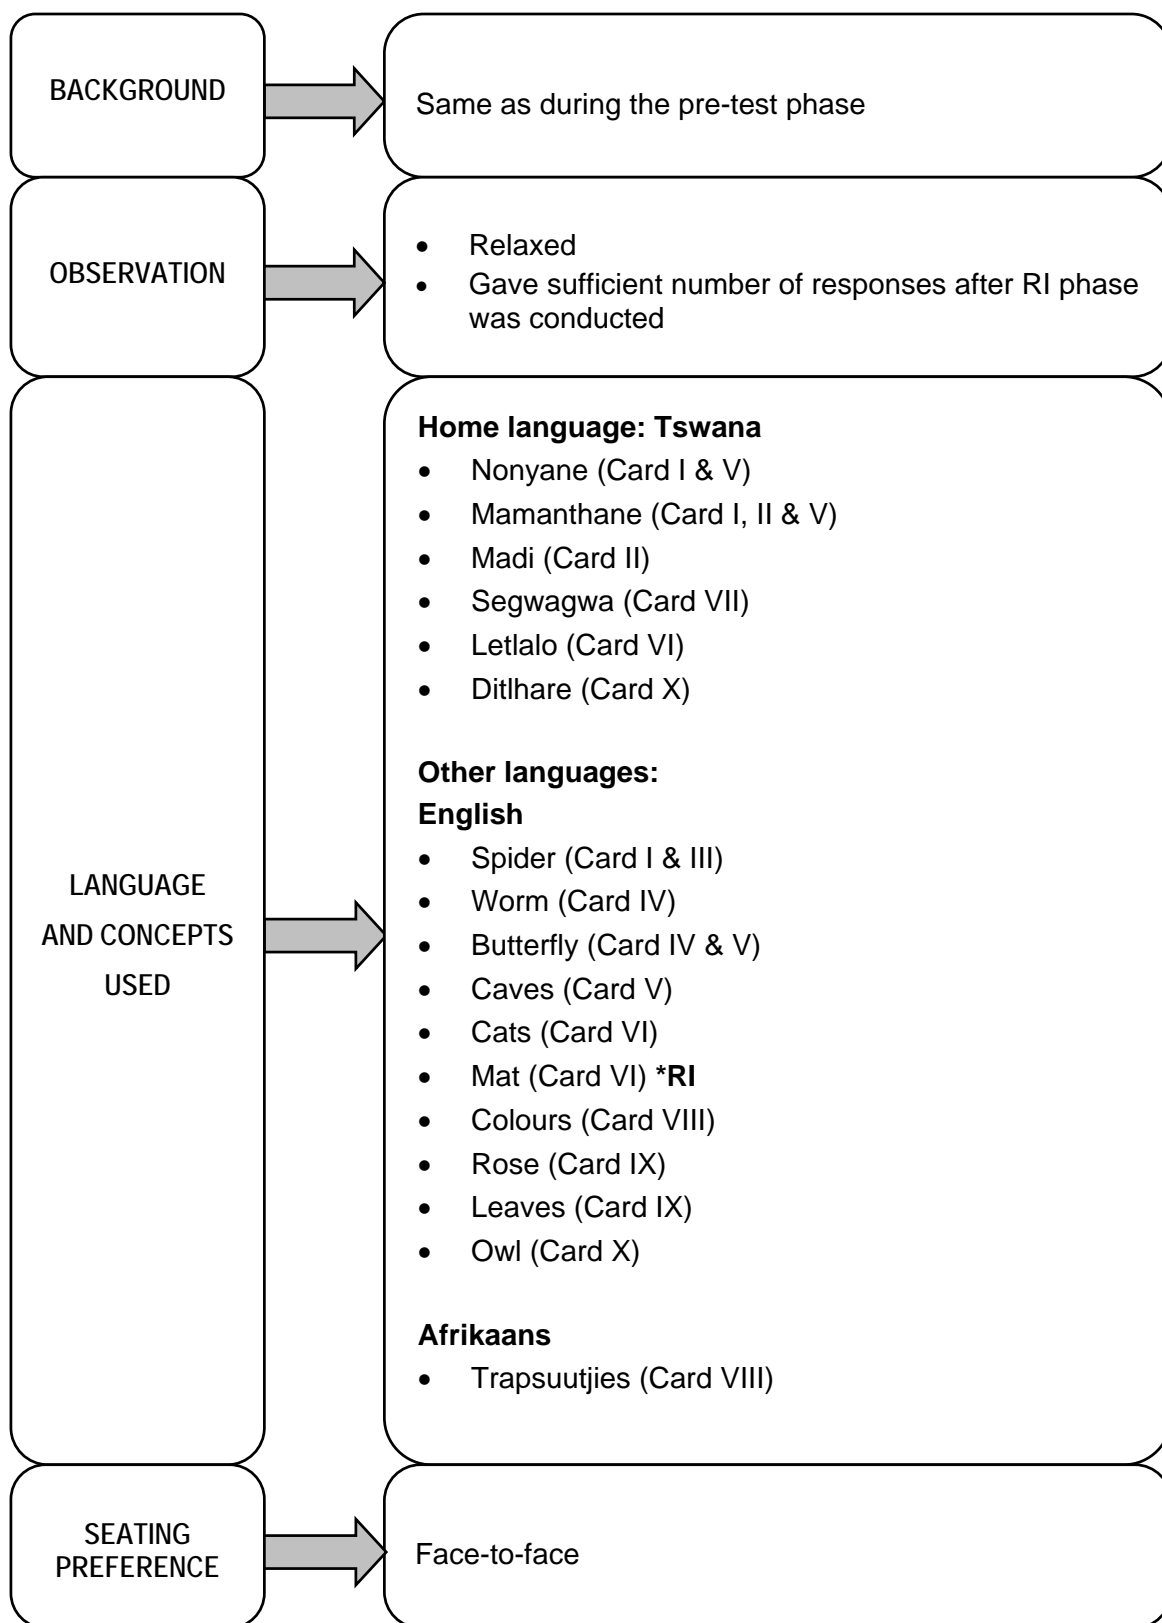 BACKGROUND
Same as during the pre-test phase
OBSERVATION
• Relaxed
• Gave sufficient number of responses after RI phase
was conducted
LANGUAGE
AND CONCEPTS
USED
Home language: Tswana
• Nonyane (Card I & V)
• Mamanthane (Card I, II & V)
• Madi (Card II)
• Segwagwa (Card VII)
• Letlalo (Card VI)
• Ditlhare (Card X)
Other languages:
English
• Spider (Card I & III)
• Worm (Card IV)
• Butterfly (Card IV & V)
• Caves (Card V)
• Cats (Card VI)
• Mat (Card VI) *RI
• Colours (Card VIII)
• Rose (Card IX)
• Leaves (Card IX)
• Owl (Card X)
Afrikaans
• Trapsuutjies (Card VIII)
SEATING
PREFERENCE
Face-to-face